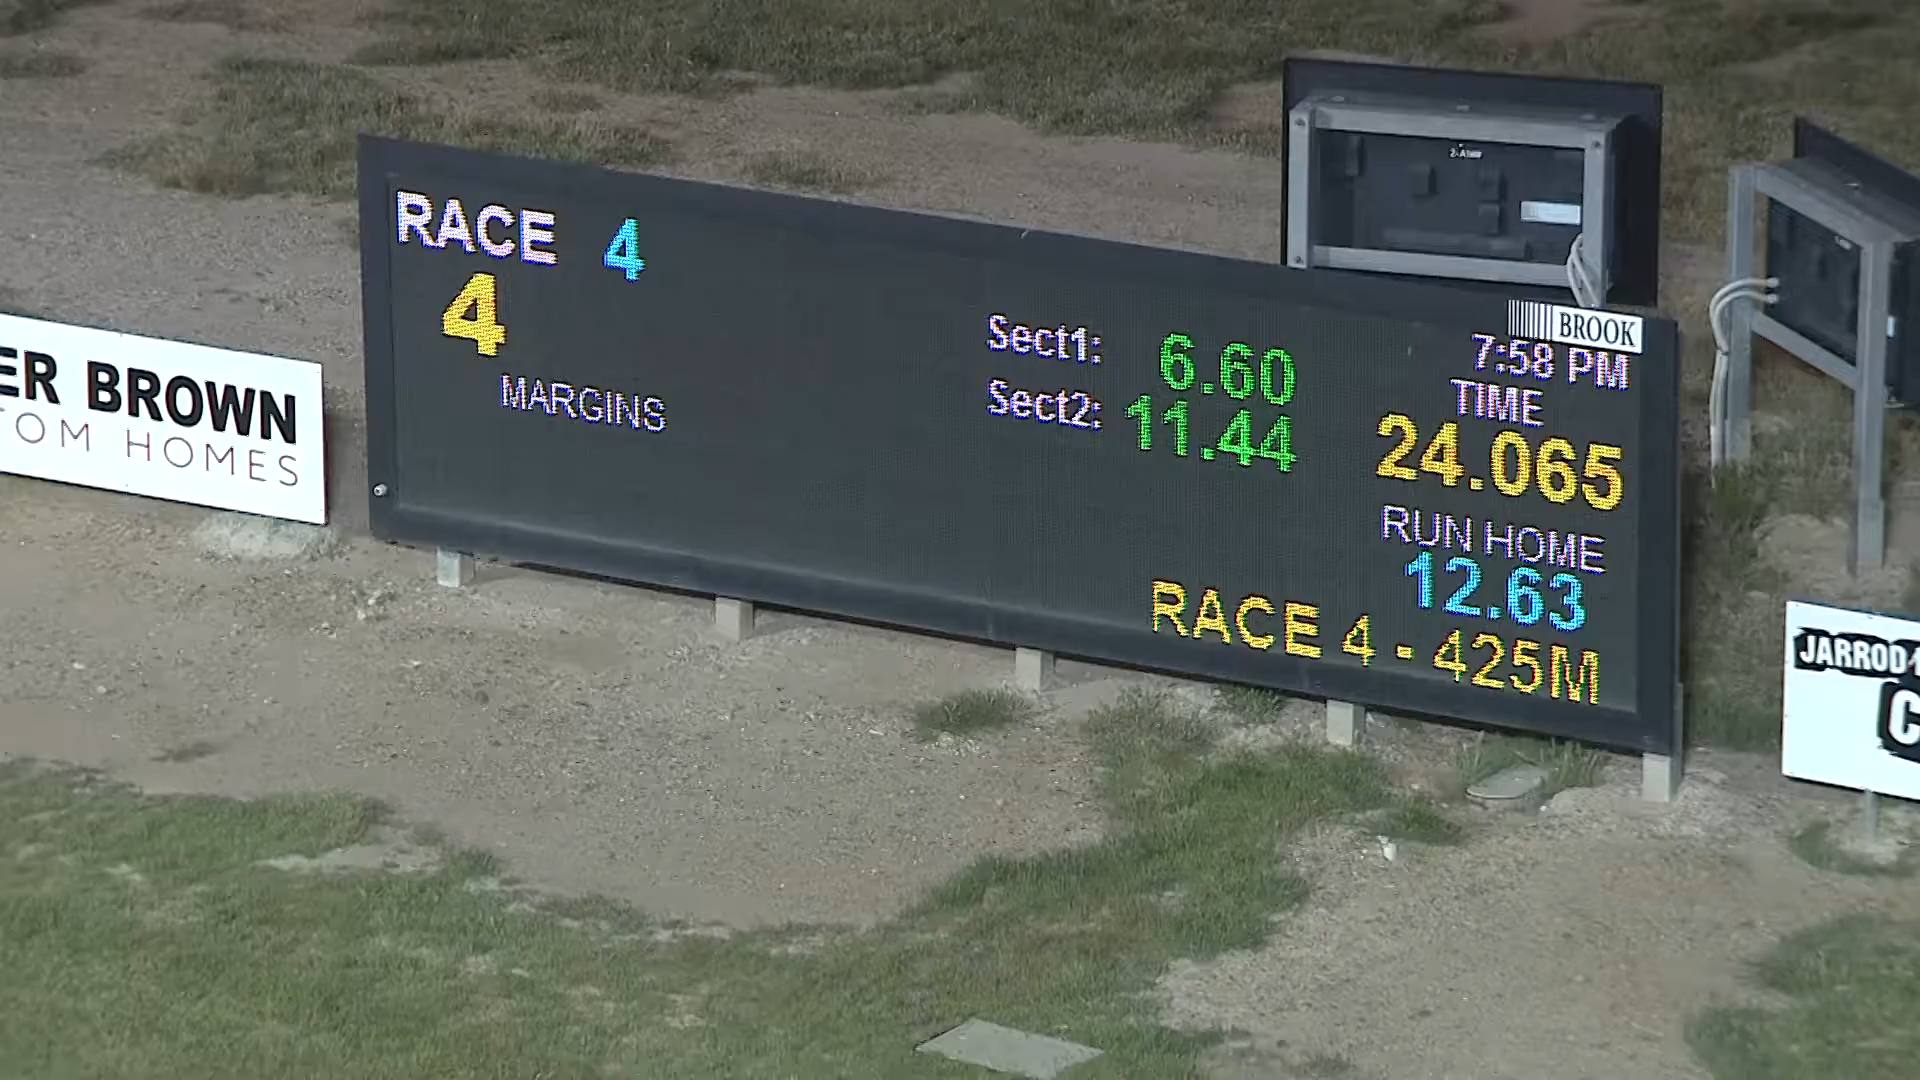 RACE 4
4
MARGINS
Sect1: 6.60
Sect2: 11.44
BROOK
7:58 PM
TIME
24.065
RUN HOME
12.63
RACE 4 - 425M
ER BROWN
TOM HOMES
JARROD
C